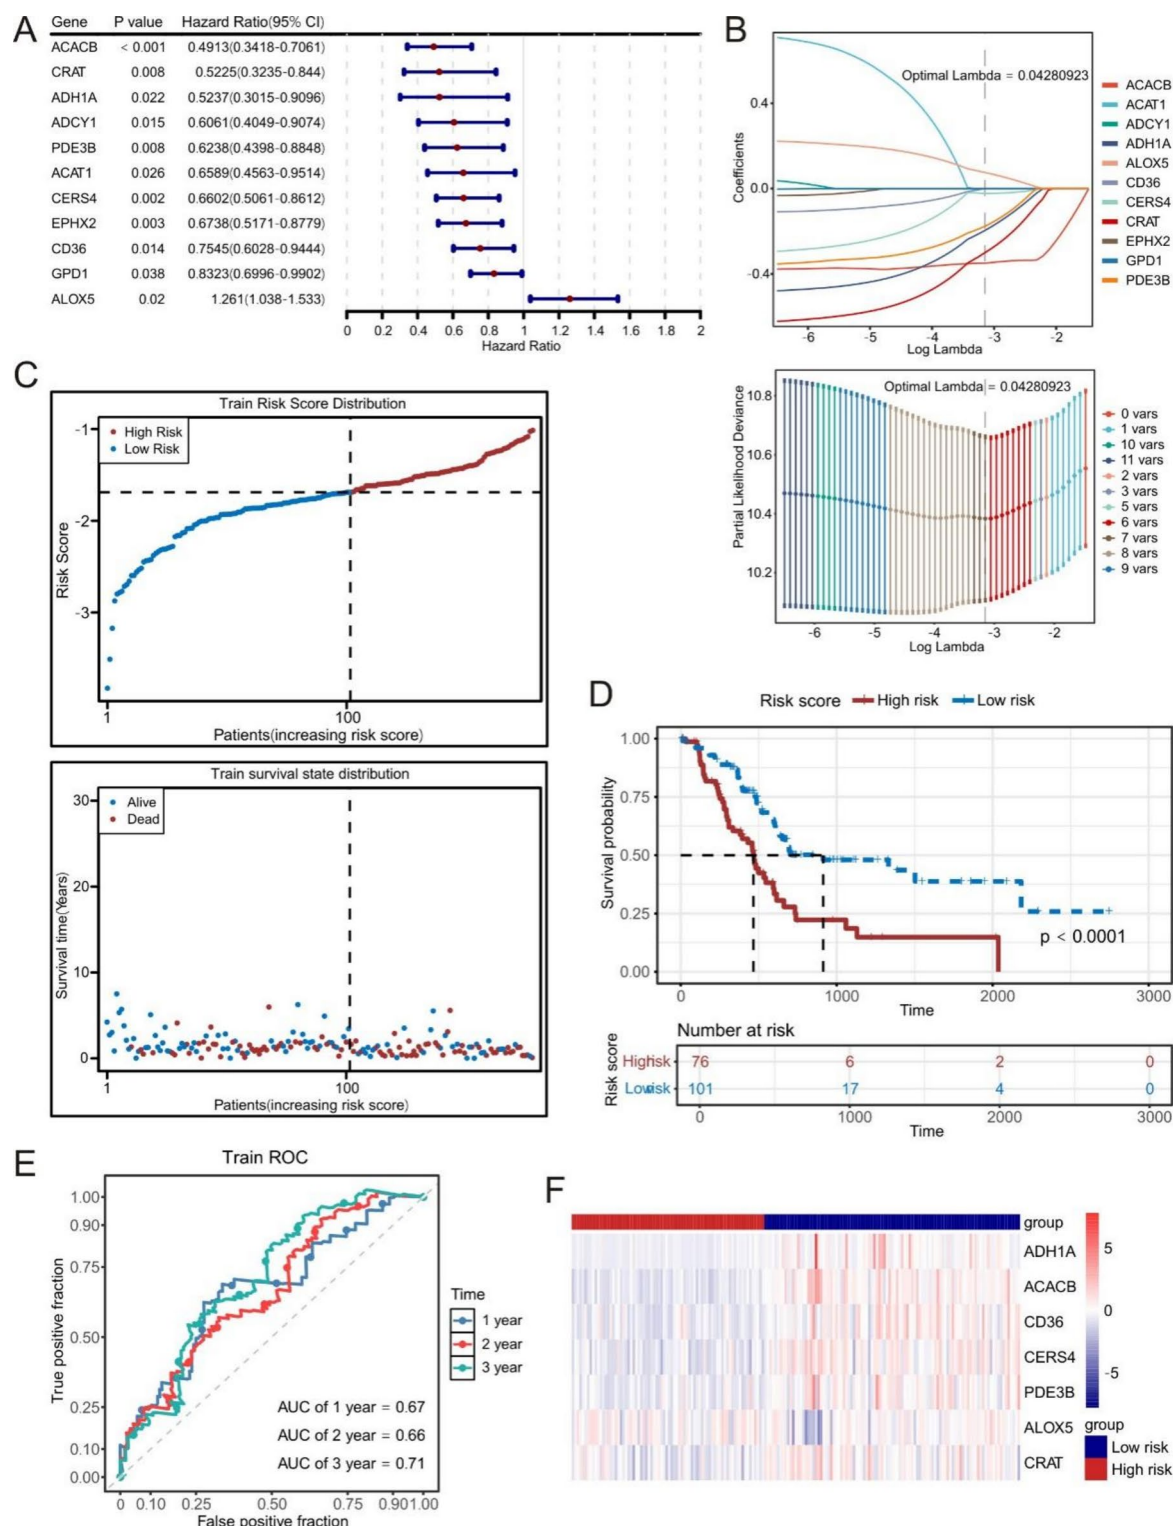 A
Gene P value Hazard Ratio(95% CI)
ACACB < 0.001 0.4913(0.3418-0.7061)
CRAT 0.008 0.5225(0.3235-0.844)
ADH1A 0.022 0.5237(0.3015-0.9096)
ADCY1 0.015 0.6061(0.4049-0.9074)
PDE3B 0.008 0.6238(0.4398-0.8848)
ACAT1 0.026 0.6589(0.4563-0.9514)
CERS4 0.002 0.6602(0.5061-0.8612)
EPHX2 0.003 0.6738(0.5171-0.8779)
CD36 0.014 0.7545(0.6028-0.9444)
GPD1 0.038 0.8323(0.6996-0.9902)
ALOX5 0.02 1.261(1.038-1.533)
0 0.2 0.4 0.6 0.8 1 1.2 1.4 1.6 1.8 2
Hazard Ratio
B
Optimal Lambda = 0.04280923
Coefficients
0.4
0.0
-0.4
-6 -5 -4 -3 -2
Log Lambda
ACACB
ACAT1
ADCY1
ADH1A
ALOX5
CD36
CERS4
CRAT
EPHX2
GPD1
PDE3B
Optimal Lambda = 0.04280923
Partial Likelihood Deviance
10.8
10.6
10.4
10.2
-6 -5 -4 -3 -2
Log Lambda
0 vars
1 vars
10 vars
11 vars
2 vars
3 vars
5 vars
6 vars
7 vars
8 vars
9 vars
C
Train Risk Score Distribution
High Risk
Low Risk
Risk Score
-1
-2
-3
1 100
Patients(increasing risk score)
Train survival state distribution
Alive
Dead
Survival time(Years)
30
20
10
0
1 100
Patients(increasing risk score)
D
Risk score High risk Low risk
Survival probability
1.00
0.75
0.50
0.25
0.00
p < 0.0001
0 1000 2000 3000
Time
Number at risk
Risk score
76 6 2 0
101 17 4 0
0 1000 2000 3000
Time
E
Train ROC
True positive fraction
1.00
0.90
0.75
0.50
0.25
0.10
0.00
0 0.10 0.25 0.50 0.75 0.90 1.00
False positive fraction
AUC of 1 year = 0.67
AUC of 2 year = 0.66
AUC of 3 year = 0.71
Time
1 year
2 year
3 year
F
group
ADH1A
ACACB
CD36
CERS4
PDE3B
ALOX5
CRAT
5
0
-5
group
Low risk
High risk